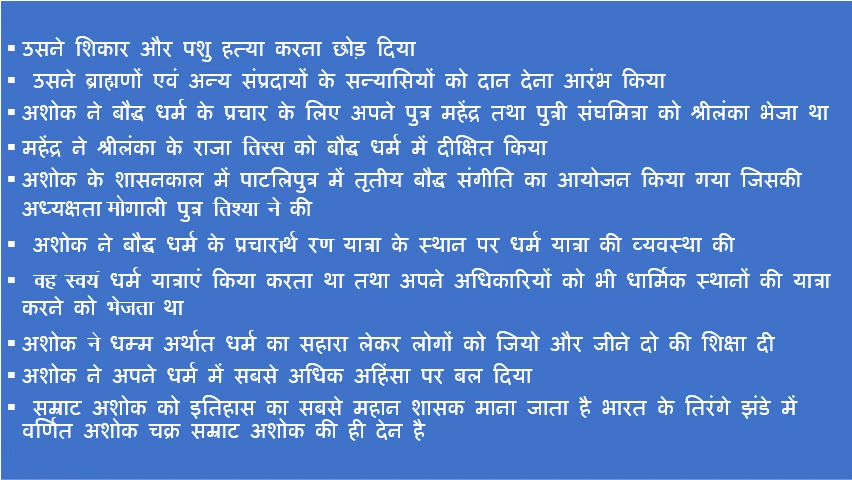 ▪ उसने शिकार और पशु हत्या करना छोड़ दिया
▪ उसने ब्राह्मणों एवं अन्य संप्रदायों के सन्यासियों को दान देना आरंभ किया
▪ अशोक ने बौद्ध धर्म के प्रचार के लिए अपने पुत्र महेंद्र तथा पुत्री संघमित्रा को श्रीलंका भेजा था
▪ महेंद्र ने श्रीलंका के राजा तिस्स को बौद्ध धर्म में दीक्षित किया
▪ अशोक के शासनकाल में पाटलिपुत्र में तृतीय बौद्ध संगीति का आयोजन किया गया जिसकी
अध्यक्षता मोगाली पुत्र तिश्या ने की
▪ अशोक ने बौद्ध धर्म के प्रचारार्थ रण यात्रा के स्थान पर धर्म यात्रा की व्यवस्था की
▪ वह स्वयं धर्म यात्राएं किया करता था तथा अपने अधिकारियों को भी धार्मिक स्थानों की यात्रा
करने को भेजता था
▪ अशोक ने धम्म अर्थात धर्म का सहारा लेकर लोगों को जियो और जीने दो की शिक्षा दी
▪ अशोक ने अपने धर्म में सबसे अधिक अहिंसा पर बल दिया
▪ सम्राट अशोक को इतिहास का सबसे महान शासक माना जाता है भारत के तिरंगे झंडे में
वर्णित अशोक चक्र सम्राट अशोक की ही देन है